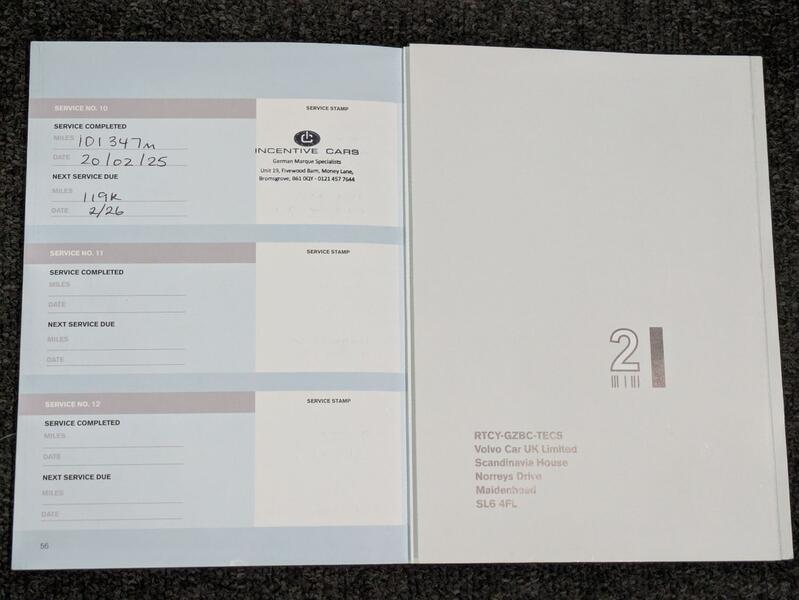 SERVICE NO. 10
SERVICE STAMP
SERVICE COMPLETED
MILES 101347m
DATE 20/02/25
NEXT SERVICE DUE
MILES 119K
DATE 2/26
INCENTIVE CARS
German Marque Specialists
Unit 19, Fivewood Barn, Money Lane,
Bromsgrove, B61 0QY - 0121 457 7644
SERVICE NO. 11
SERVICE STAMP
SERVICE COMPLETED
MILES
DATE
NEXT SERVICE DUE
MILES
DATE
SERVICE NO. 12
SERVICE STAMP
SERVICE COMPLETED
MILES
DATE
NEXT SERVICE DUE
MILES
DATE
56
2
RTCY-GZBC-TECS
Volvo Car UK Limited
Scandinavia House
Norreys Drive
Maidenhead
SL6 4FL